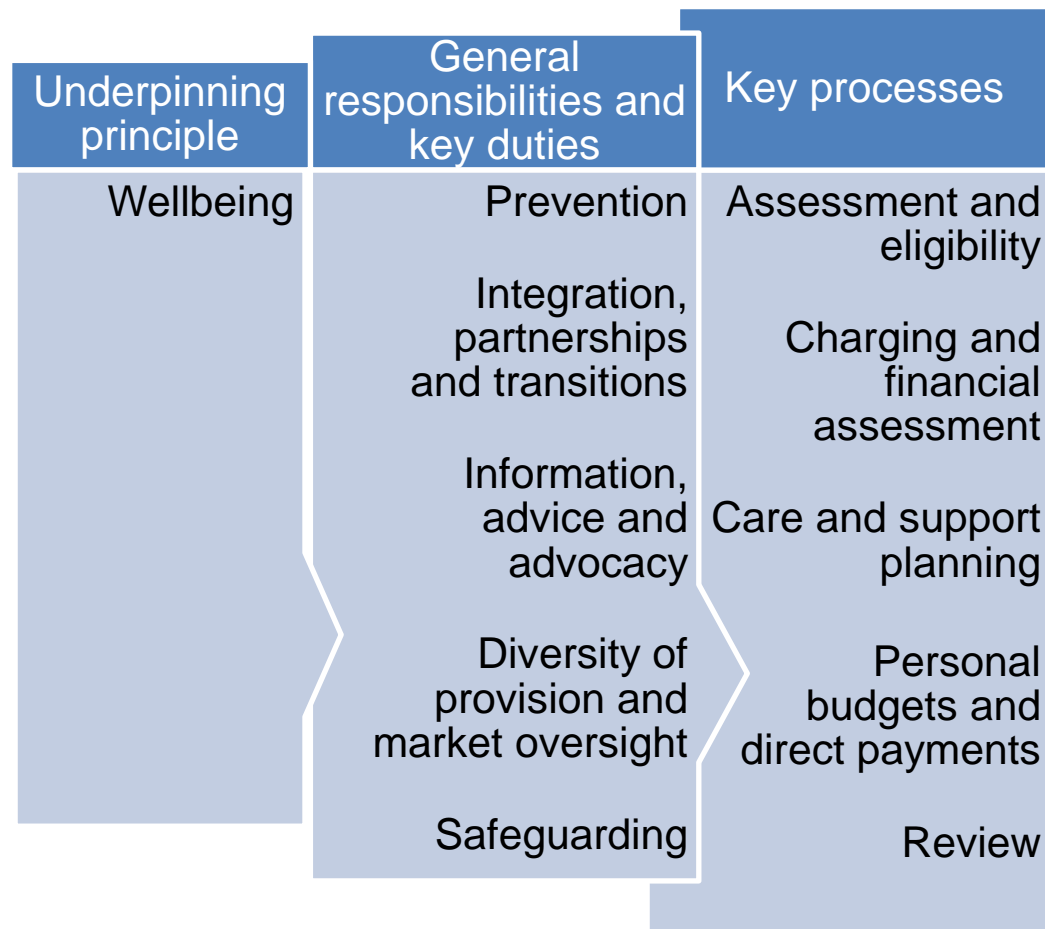 Underpinning
principle
Wellbeing
General
responsibilities and
key duties
Prevention
Integration,
partnerships
and transitions
Information,
advice and
advocacy
Diversity of
provision and
market oversight
Safeguarding
Key processes
Assessment and
eligibility
Charging and
financial
assessment
Care and support
planning
Personal
budgets and
direct payments
Review